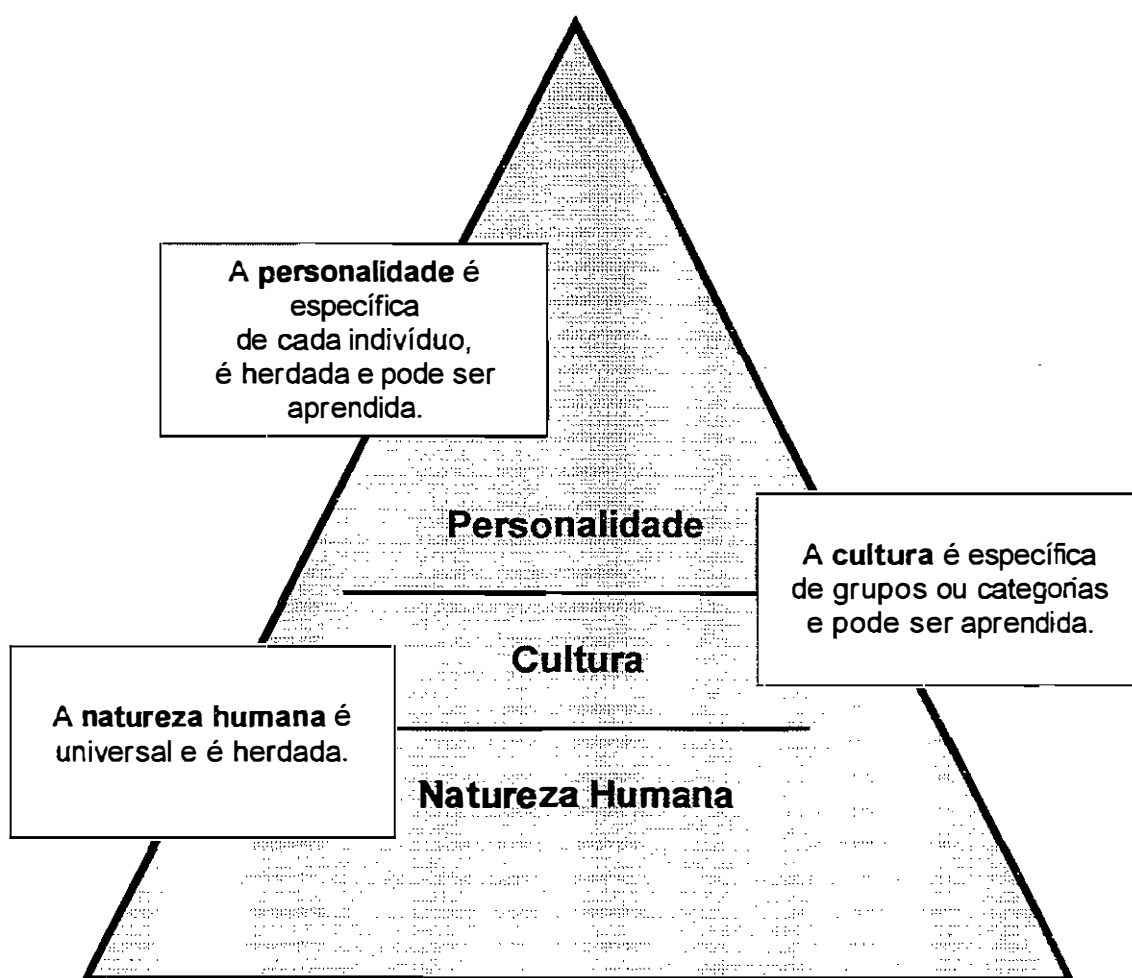 A personalidade é
específica
de cada indivíduo,
é herdada e pode ser
aprendida.
Personalidade
A cultura é específica
de grupos ou categorias
e pode ser aprendida.
Cultura
A natureza humana é
universal e é herdada.
Natureza Humana